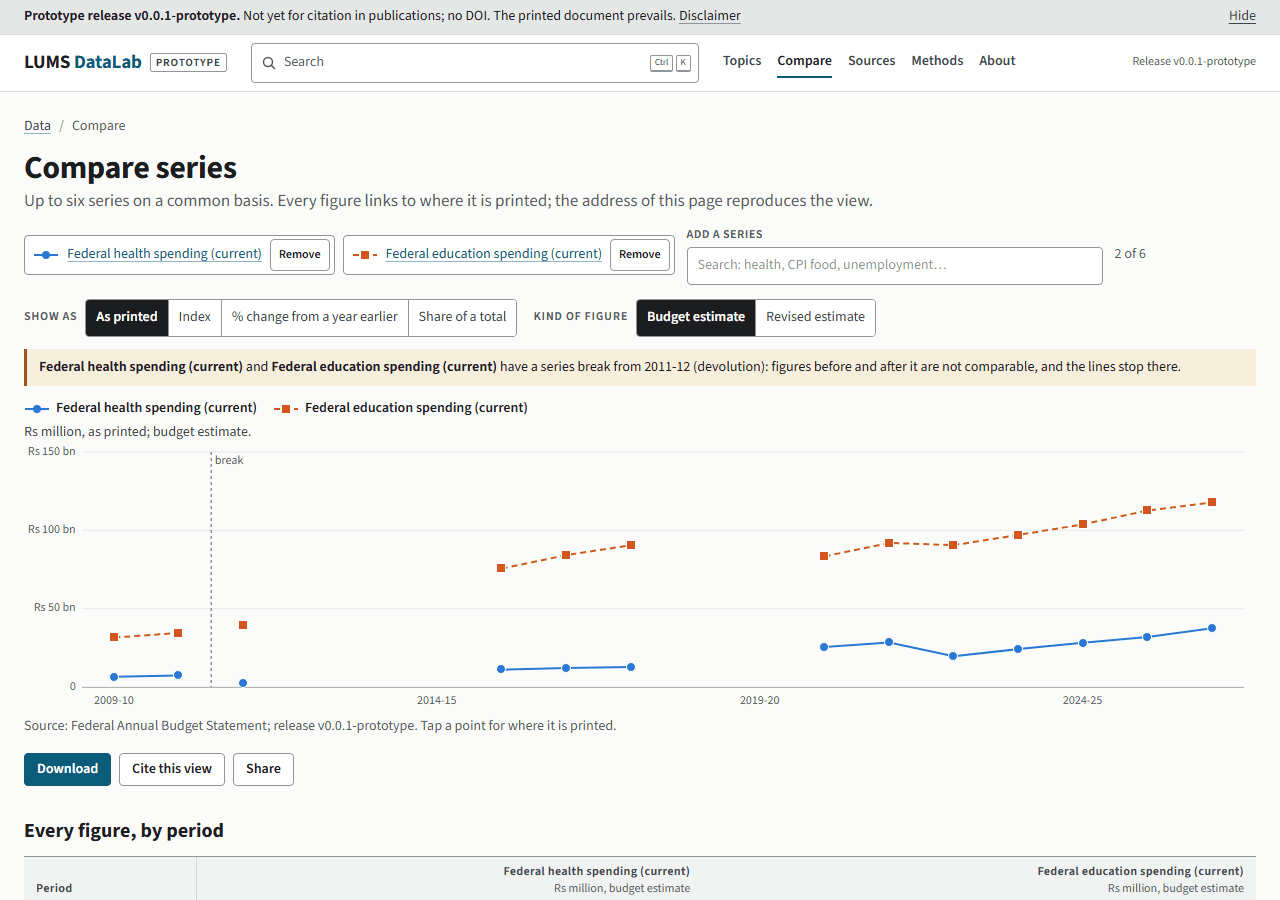 Prototype release v0.0.1-prototype. Not yet for citation in publications; no DOI. The printed document prevails. Disclaimer
Hide
LUMS DataLab PROTOTYPE
Search
Ctrl K
Topics Compare Sources Methods About
Release v0.0.1-prototype
Data / Compare
Compare series
Up to six series on a common basis. Every figure links to where it is printed; the address of this page reproduces the view.
Federal health spending (current) Remove
Federal education spending (current) Remove
ADD A SERIES
Search: health, CPI food, unemployment…
2 of 6
SHOW AS As printed Index % change from a year earlier Share of a total
KIND OF FIGURE Budget estimate Revised estimate
Federal health spending (current) and Federal education spending (current) have a series break from 2011-12 (devolution): figures before and after it are not comparable, and the lines stop there.
Federal health spending (current) Federal education spending (current)
Rs million, as printed; budget estimate.
Rs 150 bn
break
Rs 100 bn
Rs 50 bn
0
2009-10 2014-15 2019-20 2024-25
Source: Federal Annual Budget Statement; release v0.0.1-prototype. Tap a point for where it is printed.
Download Cite this view Share
Every figure, by period
Period
Federal health spending (current)
Rs million, budget estimate
Federal education spending (current)
Rs million, budget estimate